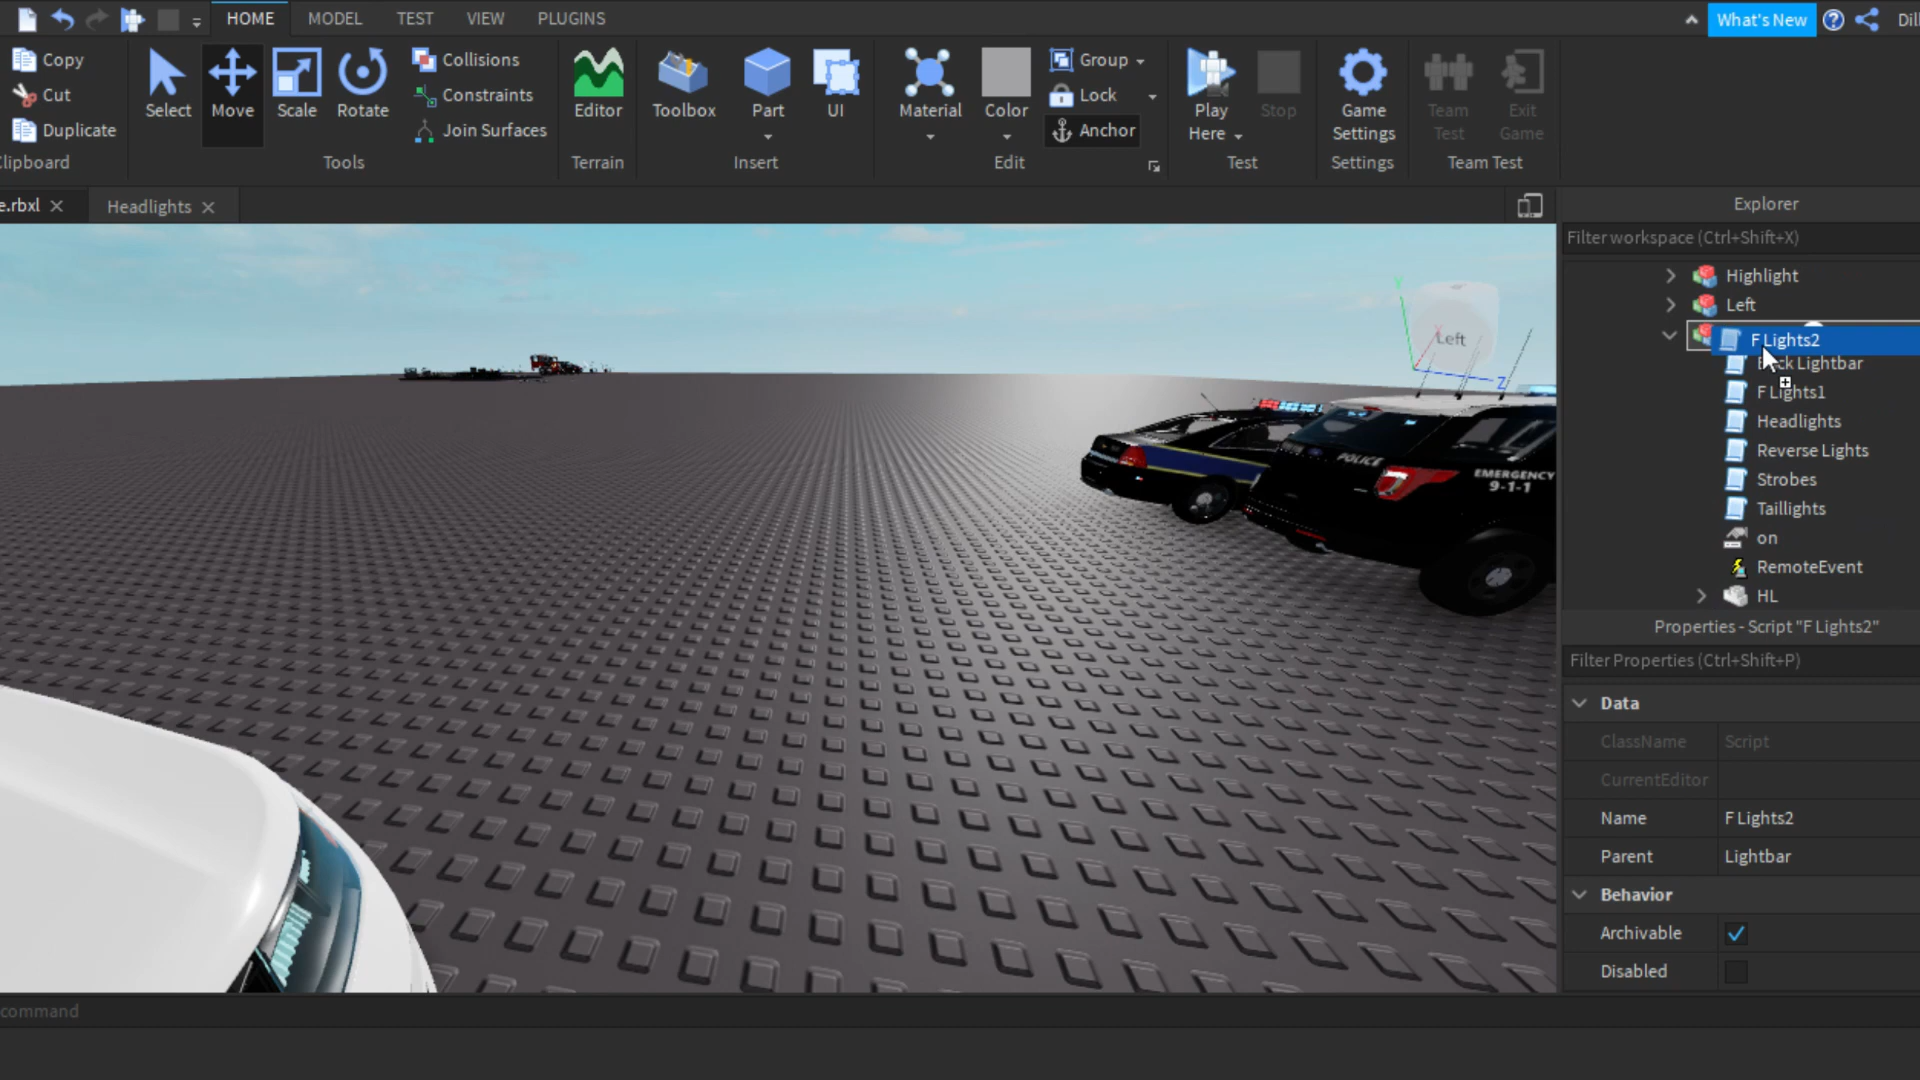 HOME MODEL TEST VIEW PLUGINS
What's New
Copy
Cut
Duplicate
Select
Move
Scale
Rotate
Collisions
Constraints
Join Surfaces
Editor
Toolbox
Part
UI
Material
Color
Group
Lock
Anchor
Play
Here
Stop
Game
Settings
Team
Test
Exit
Game
Clipboard
Tools
Terrain
Insert
Edit
Test
Settings
Team Test
e.rbxl
Headlights
Explorer
Filter workspace (Ctrl+Shift+X)
Highlight
Left
F Lights2
Lightbar
F Lights1
Headlights
Reverse Lights
Strobes
Taillights
on
RemoteEvent
HL
Left
Z
POLICE
EMERGENCY
9-1-1
Properties - Script "F Lights2"
Filter Properties (Ctrl+Shift+P)
Data
ClassName Script
CurrentEditor
Name F Lights2
Parent Lightbar
Behavior
Archivable
Disabled
command